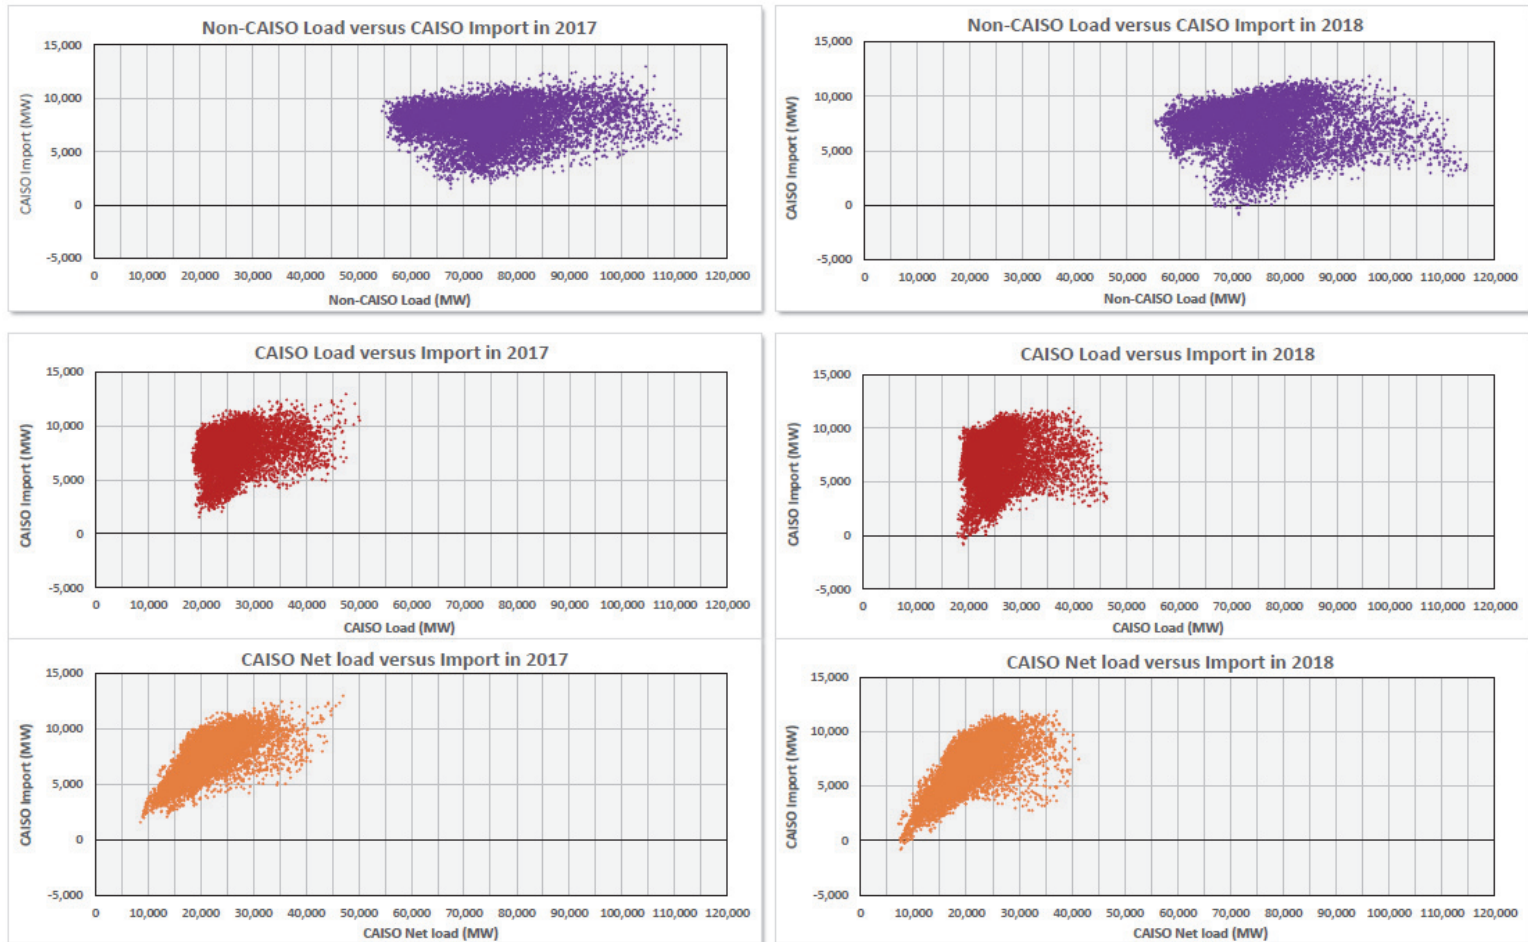 Non-CAISO Load versus CAISO Import in 2017
15,000
10,000
5,000
0
-5,000
CAISO Import (MW)
0 10,000 20,000 30,000 40,000 50,000 60,000 70,000 80,000 90,000 100,000 110,000 120,000
Non-CAISO Load (MW)
Non-CAISO Load versus CAISO Import in 2018
15,000
10,000
5,000
0
-5,000
CAISO Import (MW)
0 10,000 20,000 30,000 40,000 50,000 60,000 70,000 80,000 90,000 100,000 110,000 120,000
Non-CAISO Load (MW)
CAISO Load versus Import in 2017
15,000
10,000
5,000
0
-5,000
CAISO Import (MW)
0 10,000 20,000 30,000 40,000 50,000 60,000 70,000 80,000 90,000 100,000 110,000 120,000
CAISO Load (MW)
CAISO Load versus Import in 2018
15,000
10,000
5,000
0
-5,000
CAISO Import (MW)
0 10,000 20,000 30,000 40,000 50,000 60,000 70,000 80,000 90,000 100,000 110,000 120,000
CAISO Load (MW)
CAISO Net load versus Import in 2017
15,000
10,000
5,000
0
-5,000
CAISO Import (MW)
0 10,000 20,000 30,000 40,000 50,000 60,000 70,000 80,000 90,000 100,000 110,000 120,000
CAISO Net load (MW)
CAISO Net load versus Import in 2018
15,000
10,000
5,000
0
-5,000
CAISO Import (MW)
0 10,000 20,000 30,000 40,000 50,000 60,000 70,000 80,000 90,000 100,000 110,000 120,000
CAISO Net load (MW)